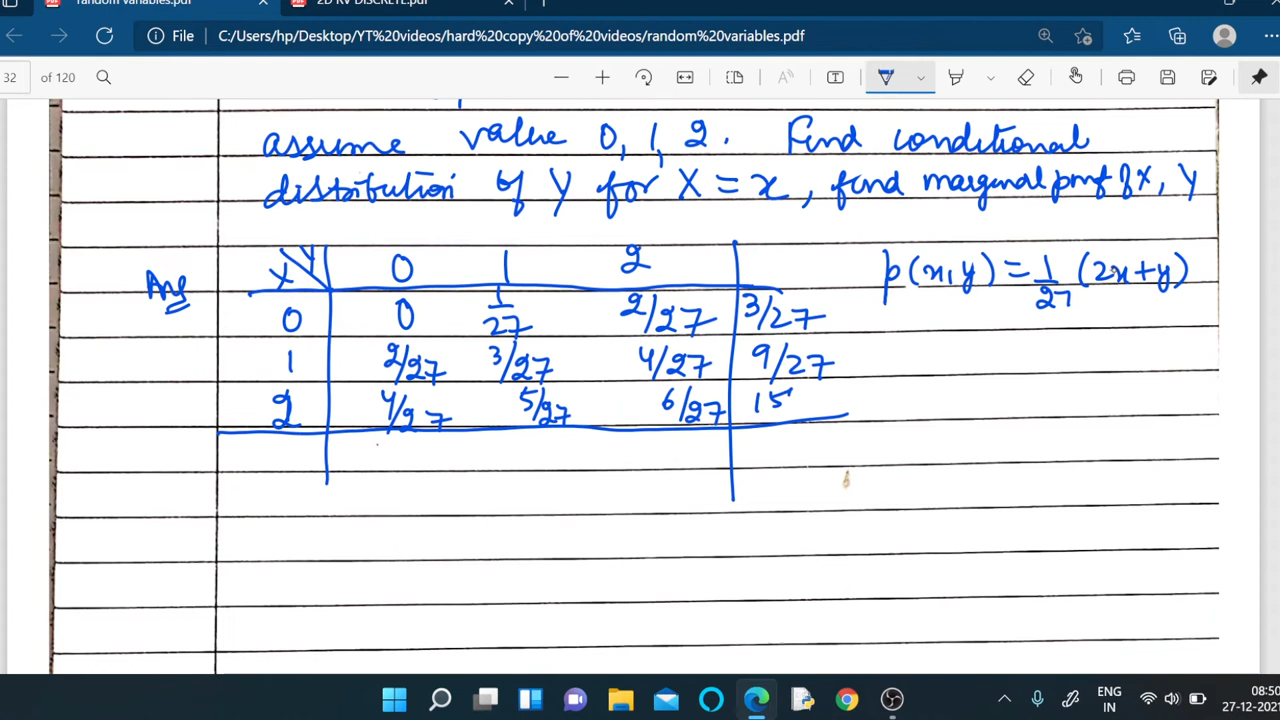 random variables.pdf
2D RV DISCRETE.pdf
File C:/Users/hp/Desktop/YT%20videos/hard%20copy%20of%20videos/random%20variables.pdf
32 of 120
assume value 0, 1, 2. Find conditional
distribution of Y for X = x, find marginal pmf of X, Y
Ans X Y 0 1 2 p(x,y) = 1/27 (2x+y)
0 0 1/27 2/27 3/27
1 2/27 3/27 4/27 9/27
2 4/27 5/27 6/27 15
ENG
IN
08:50
27-12-202